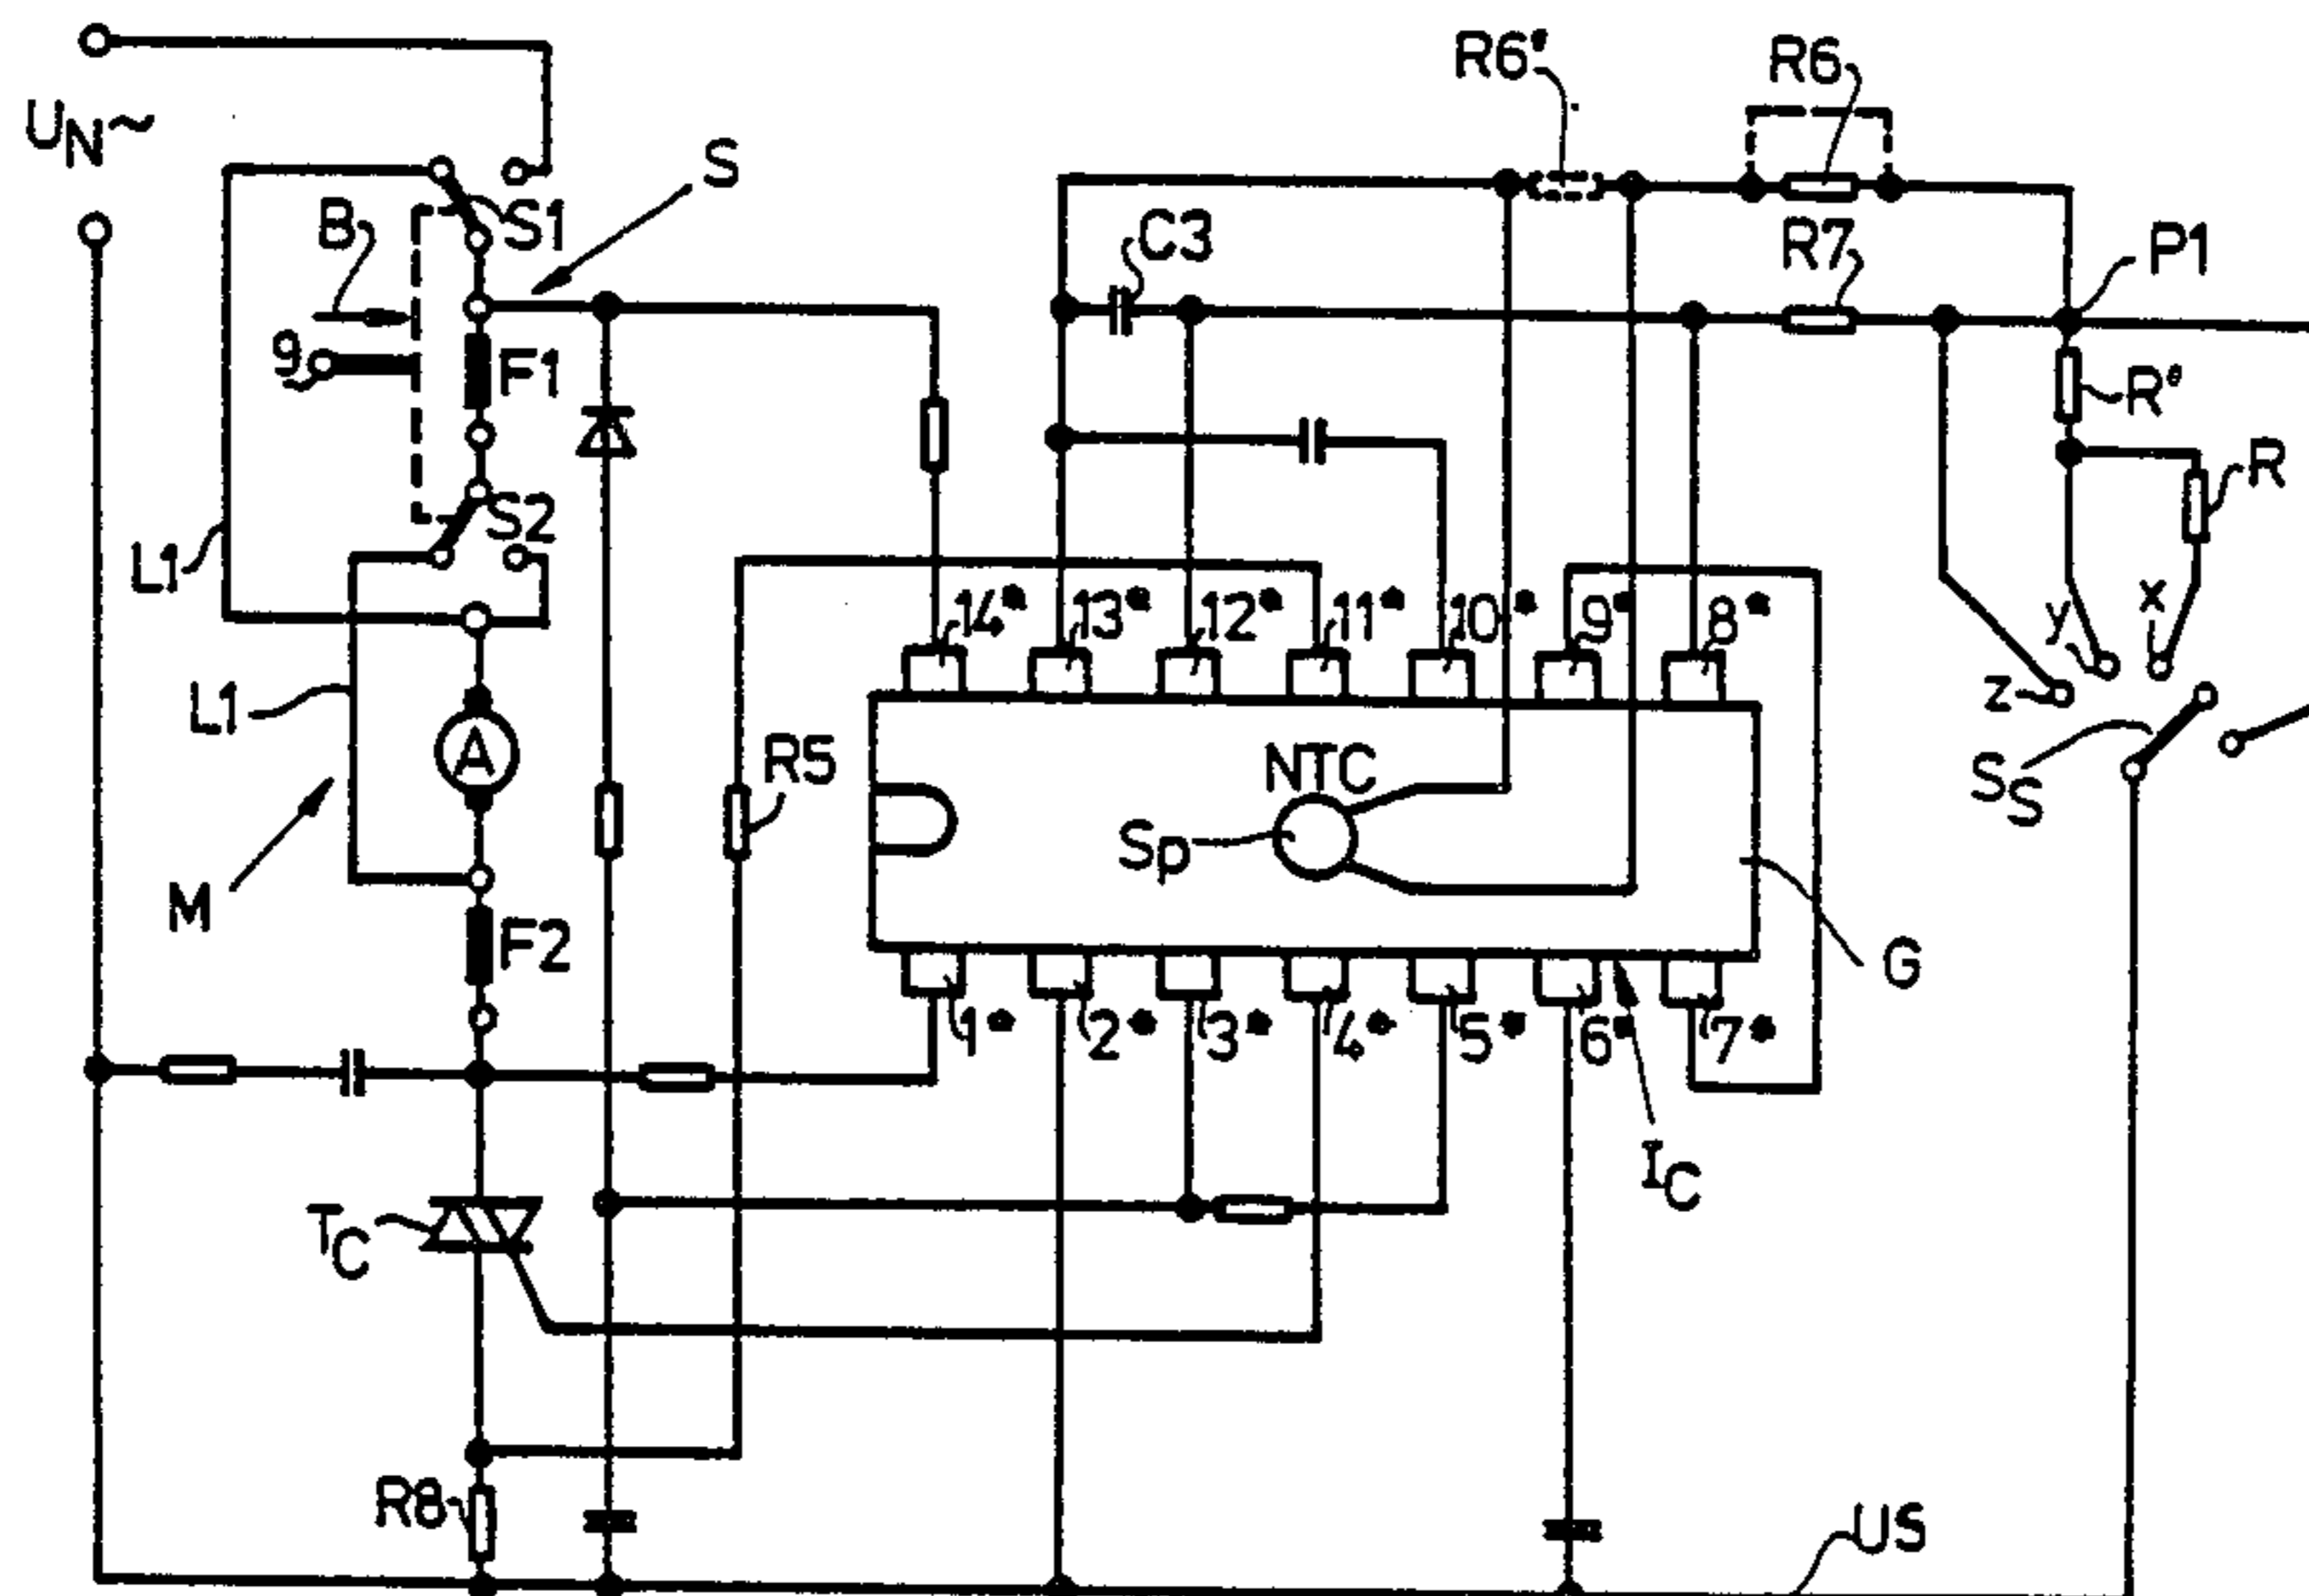 R6'
R6
UN~
S
B
S1
C3
R7
P1
9
F1
R'
R
S2
L1
14•
13•
12•
11•
10•
9•
8•
y
x
z
L1
A
R5
NTC
SS
Sp
M
F2
G
1•
2•
3•
4•
5•
6•
7•
IC
TC
R8
US